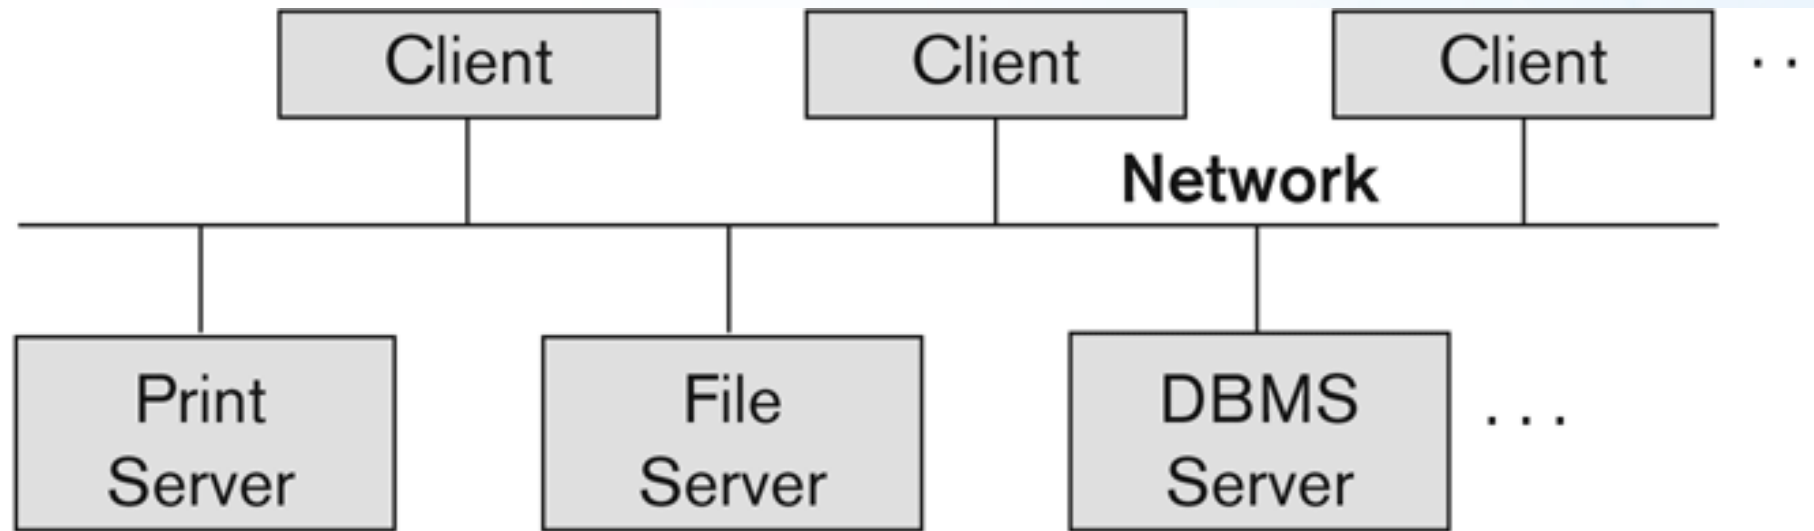 Client
Client
Client
. .
Network
Print
Server
File
Server
DBMS
Server
. . .